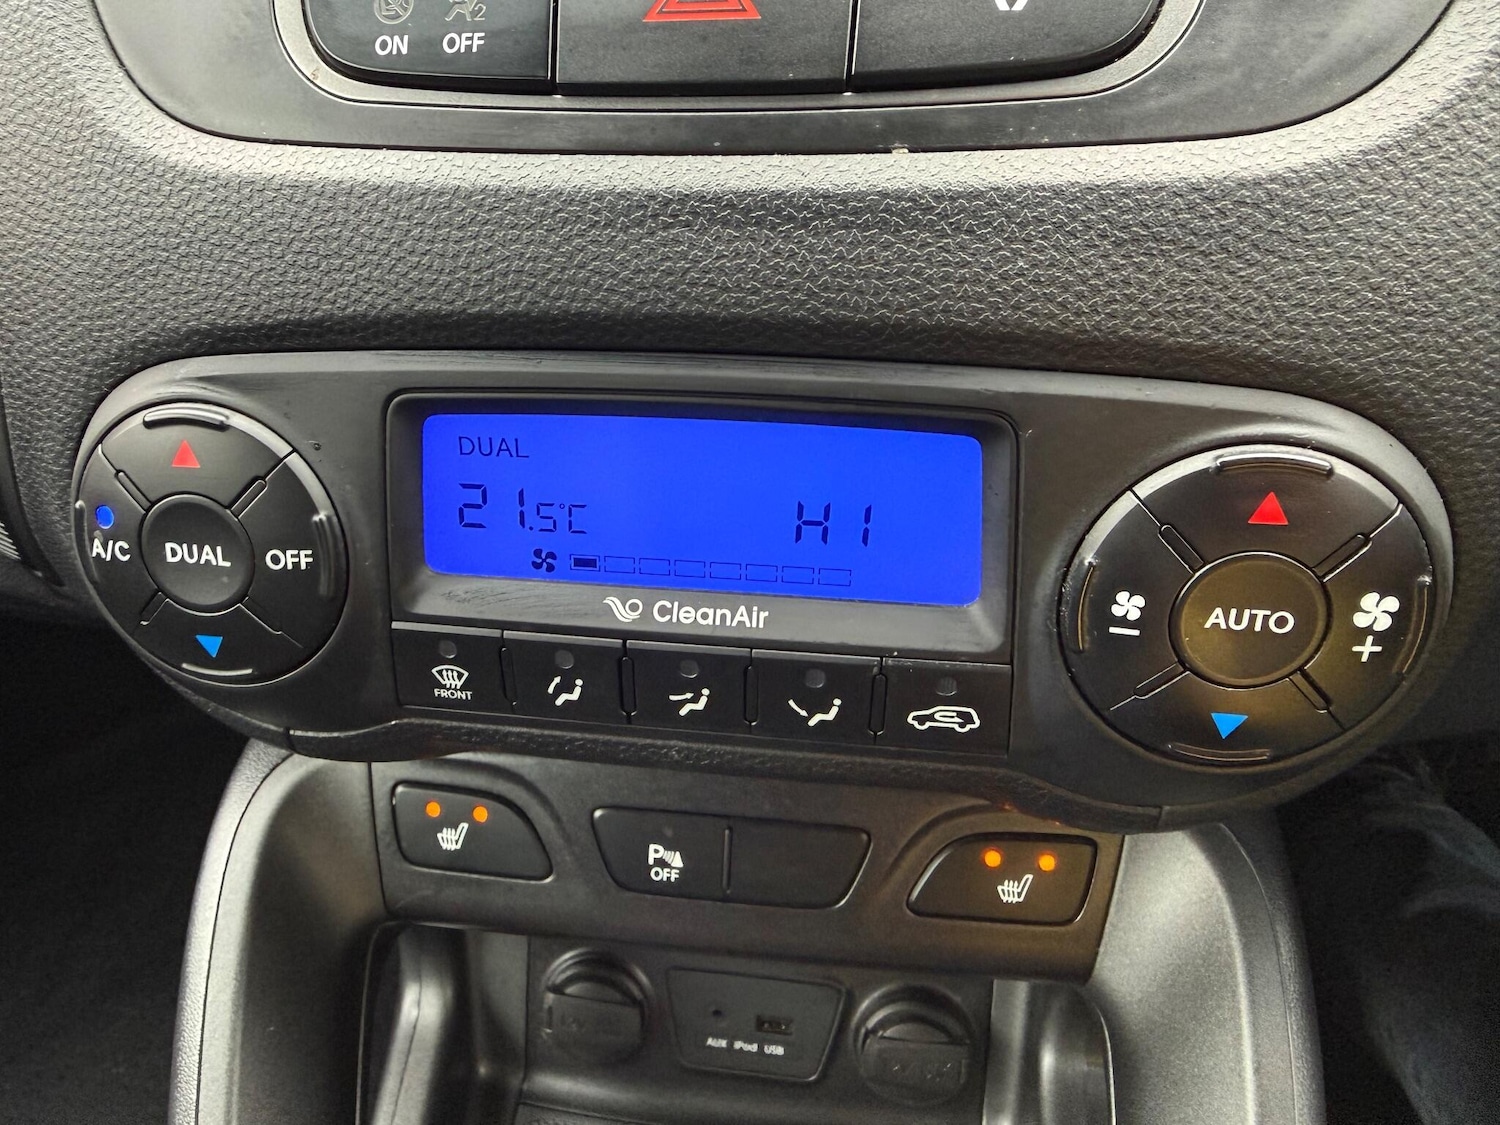 ON OFF
DUAL
21.5°C HI
CleanAir
A/C DUAL OFF
AUTO
FRONT
P
OFF
AUX iPod USB